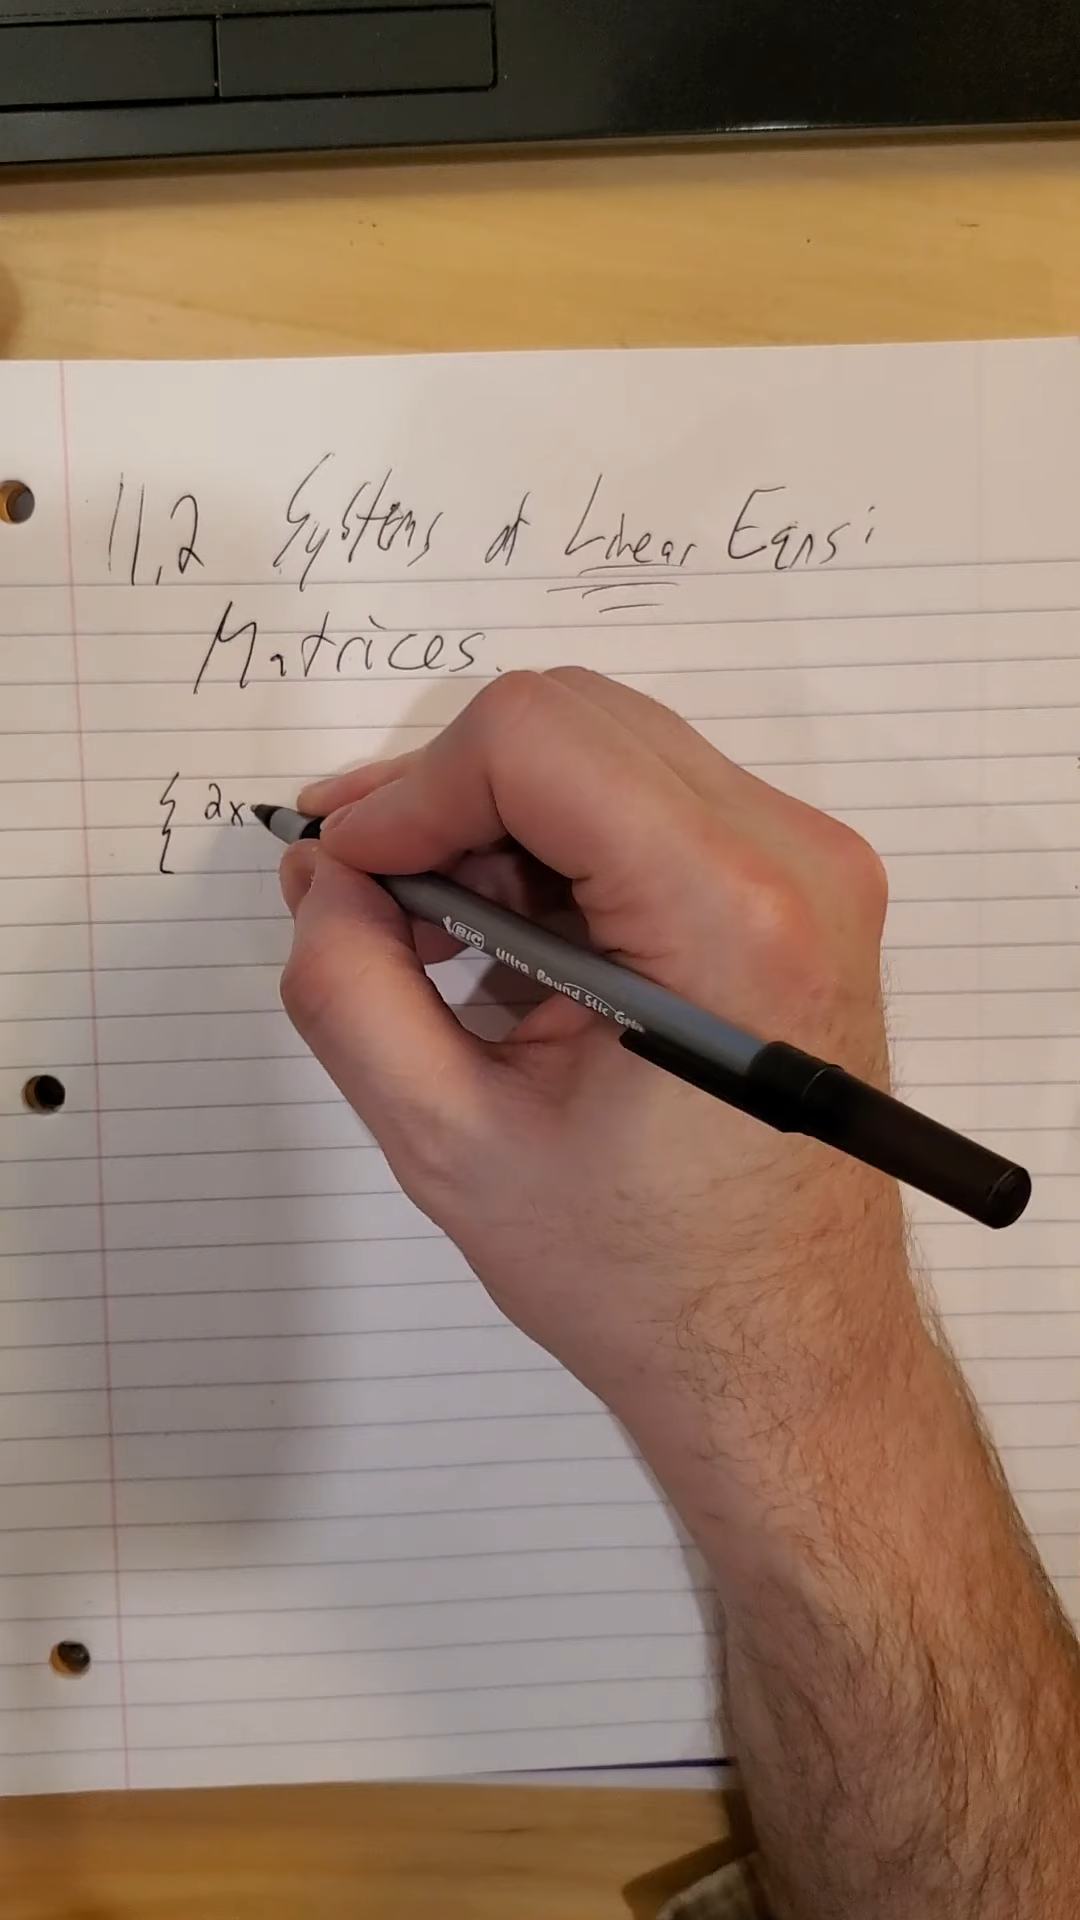 11.2 Systems of Linear Eqns:
Matrices.
{ 2x
BIC Ultra Round Stic Grip